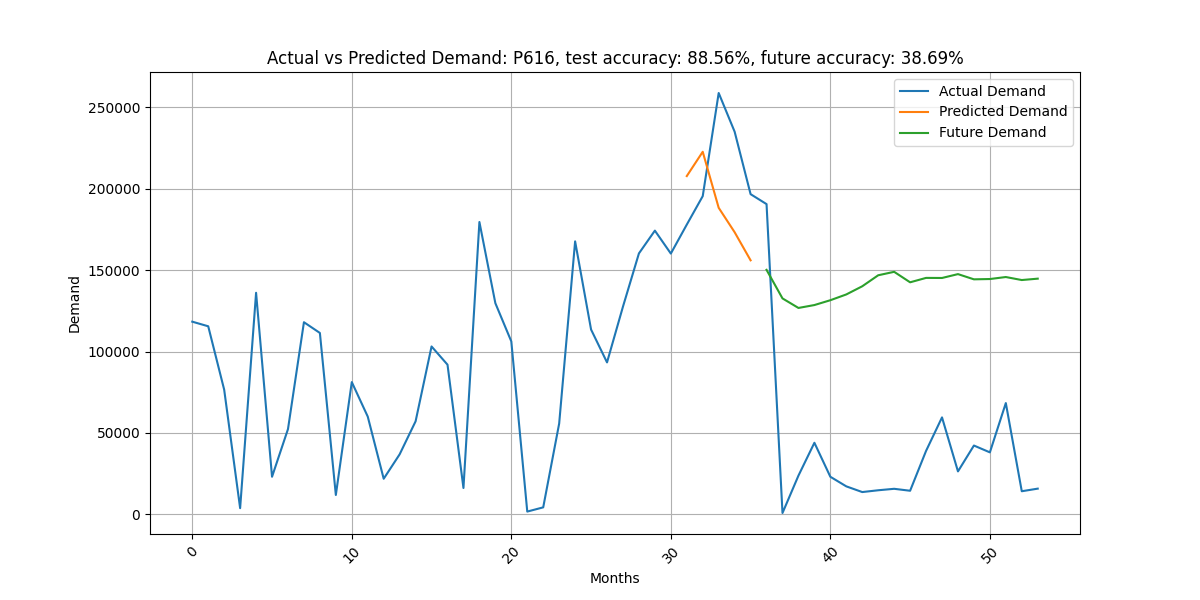 Actual vs Predicted Demand: P616, test accuracy: 88.56%, future accuracy: 38.69%
Actual Demand
Predicted Demand
Future Demand
250000
200000
150000
100000
50000
0
Demand
0
10
20
30
40
50
Months